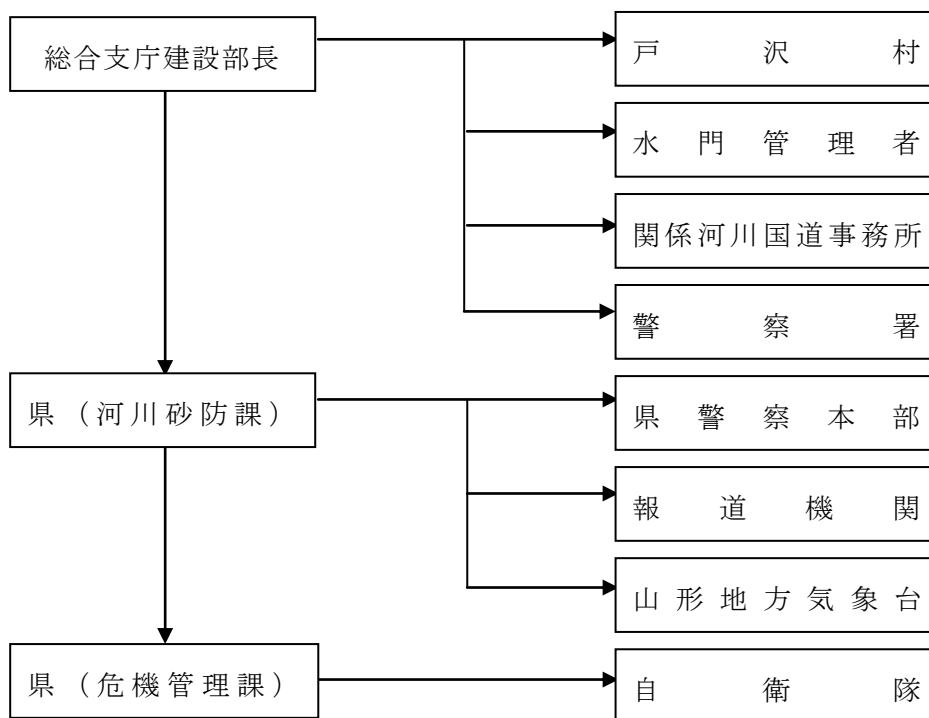 総合支庁建設部長
戸沢村
水門管理者
関係河川国道事務所
警察署
県（河川砂防課）
県警察本部
報道機関
山形地方気象台
県（危機管理課）
自衛隊